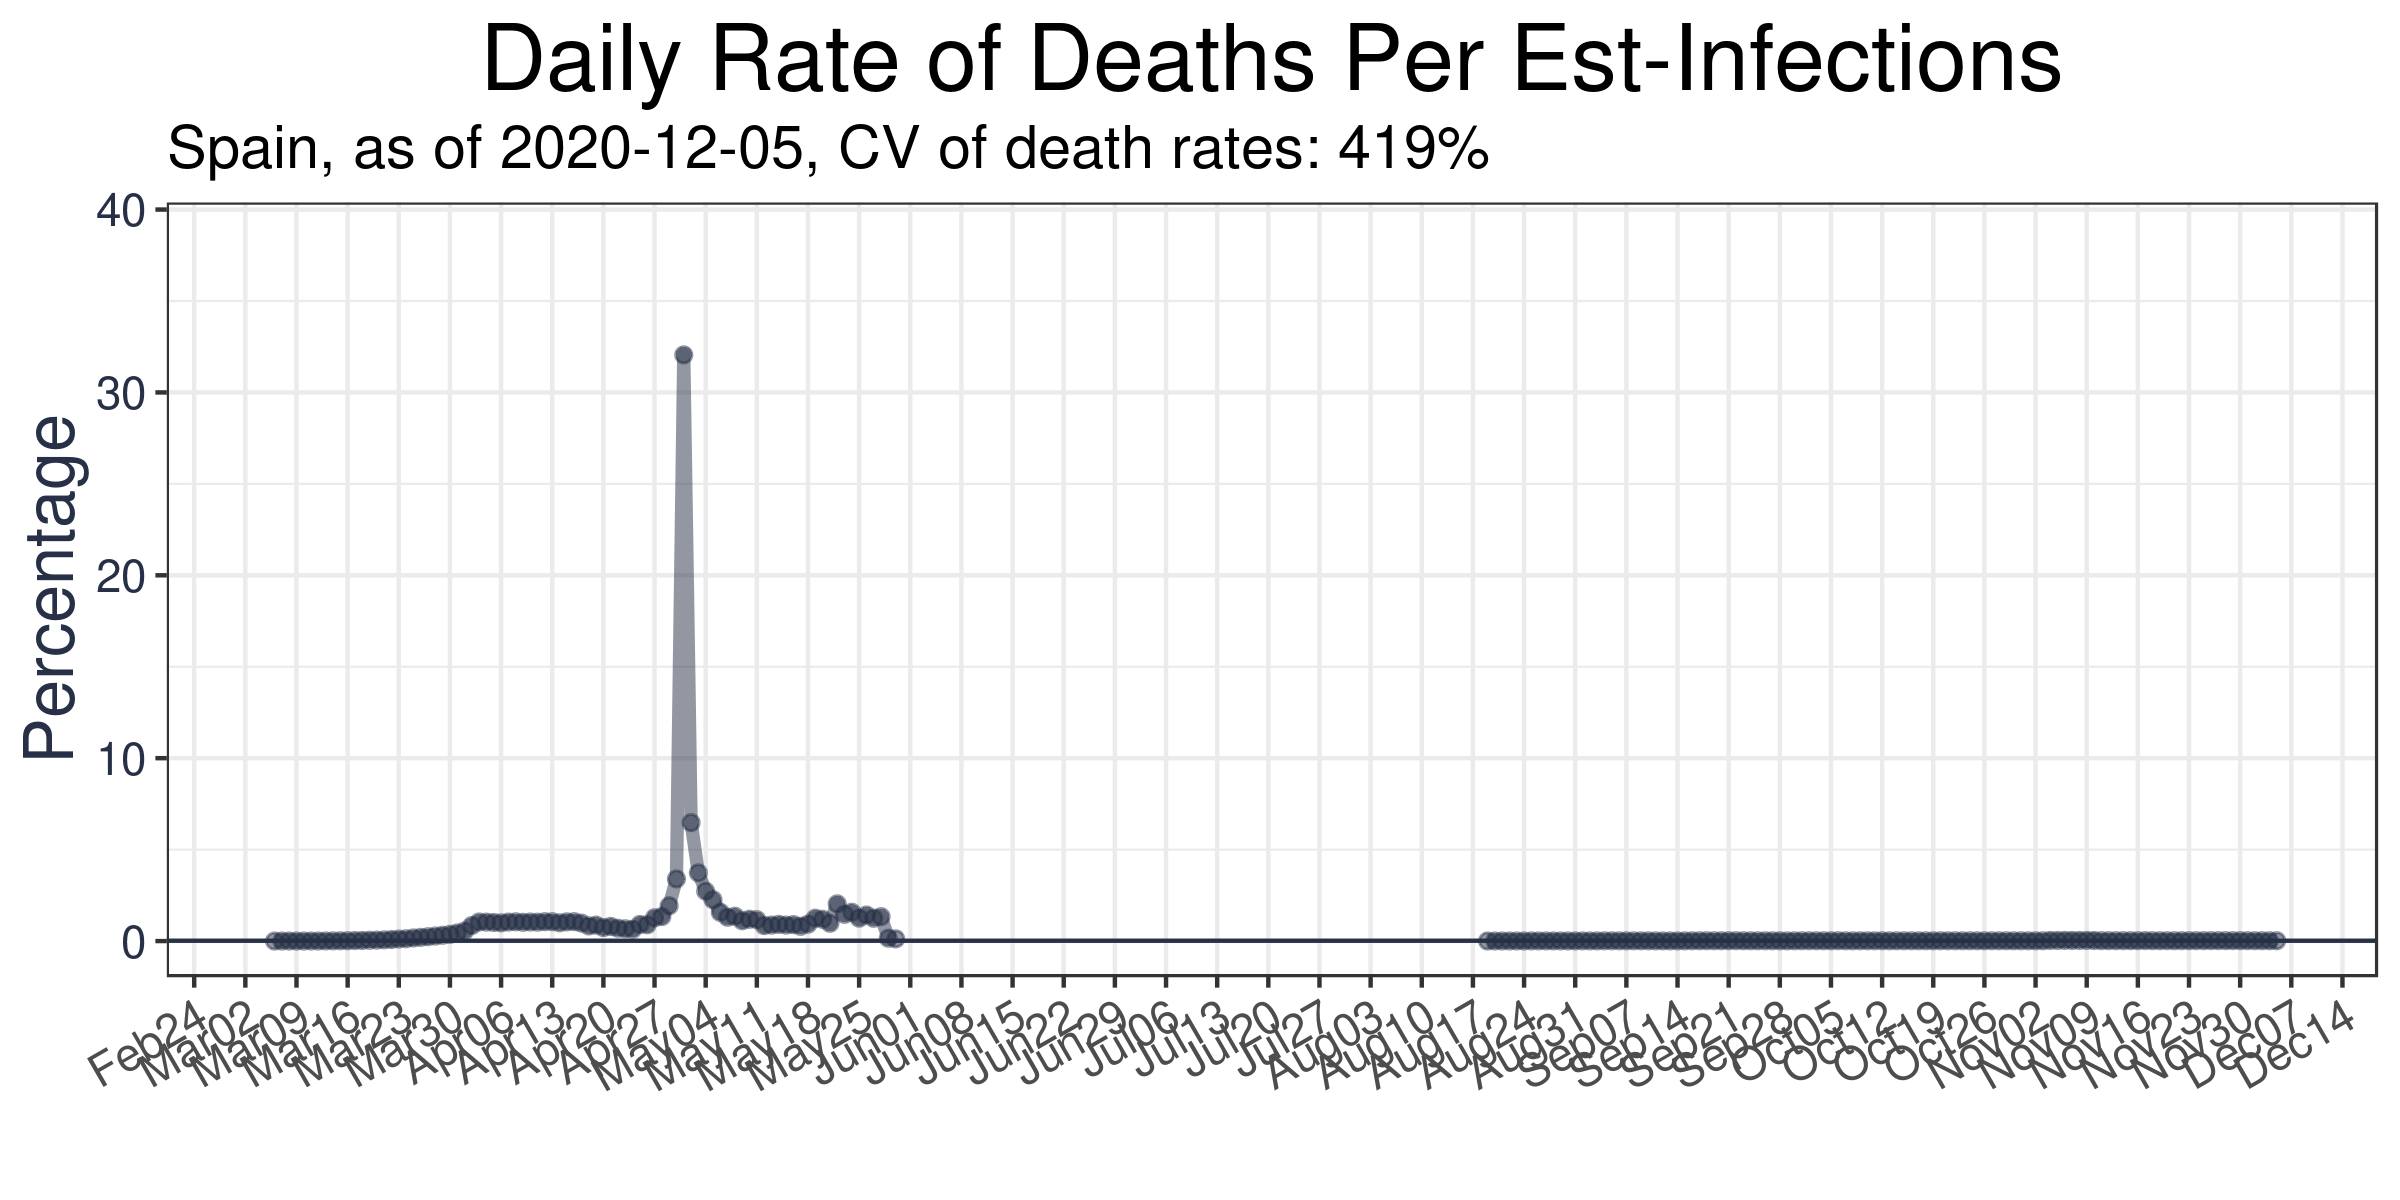 Daily Rate of Deaths Per Est-Infections
Spain, as of 2020-12-05, CV of death rates: 419%
Percentage
40
30
20
10
0
Feb24
Mar02
Mar09
Mar16
Mar23
Mar30
Apr06
Apr13
Apr20
Apr27
May04
May11
May18
May25
Jun01
Jun08
Jun15
Jun22
Jun29
Jul06
Jul13
Jul20
Jul27
Aug03
Aug10
Aug17
Aug24
Aug31
Sep07
Sep14
Sep21
Sep28
Oct05
Oct12
Oct19
Oct26
Nov02
Nov09
Nov16
Nov23
Nov30
Dec07
Dec14